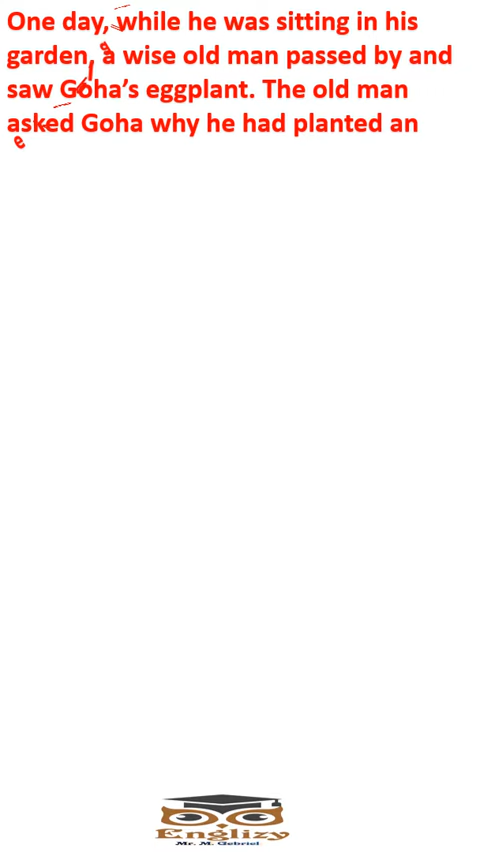 One day, while he was sitting in his
garden, a wise old man passed by and
saw Goha’s eggplant. The old man
asked Goha why he had planted an
Englizy
Mr. M. Gebriel